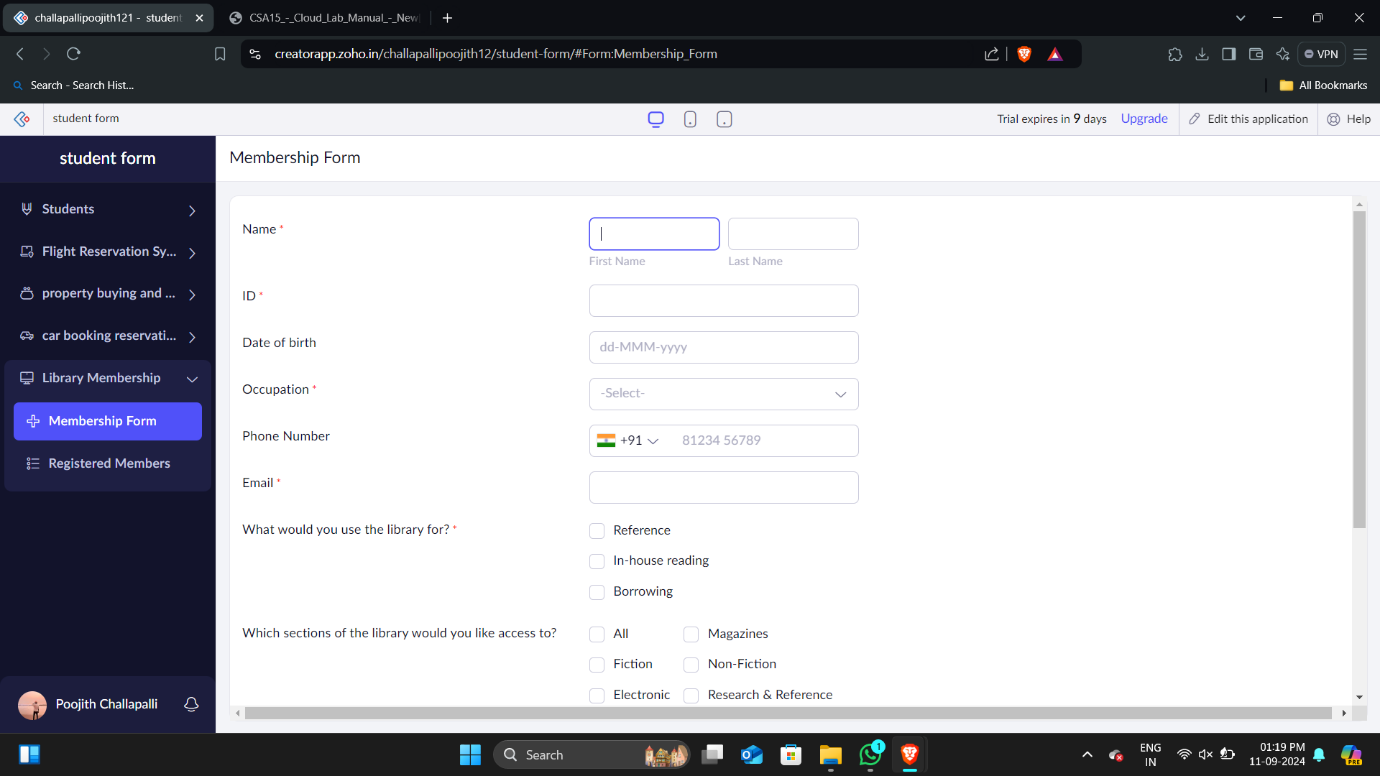 challapallipoojith121 - student
CSA15_-_Cloud_Lab_Manual_-_New
creatorapp.zoho.in/challapallipoojith12/student-form/#Form:Membership_Form
VPN
Search - Search Hist...
All Bookmarks
student form
Trial expires in 9 days
Upgrade
Edit this application
Help
student form
Students
Flight Reservation Sy...
property buying and ...
car booking reservati...
Library Membership
Membership Form
Registered Members
Poojith Challapalli
Membership Form
Name *
First Name
Last Name
ID *
Date of birth
dd-MMM-yyyy
Occupation *
-Select-
Phone Number
+91
81234 56789
Email *
What would you use the library for? *
Reference
In-house reading
Borrowing
Which sections of the library would you like access to?
All
Magazines
Fiction
Non-Fiction
Electronic
Research & Reference
Search
1
ENG
IN
01:19 PM
11-09-2024
PRE